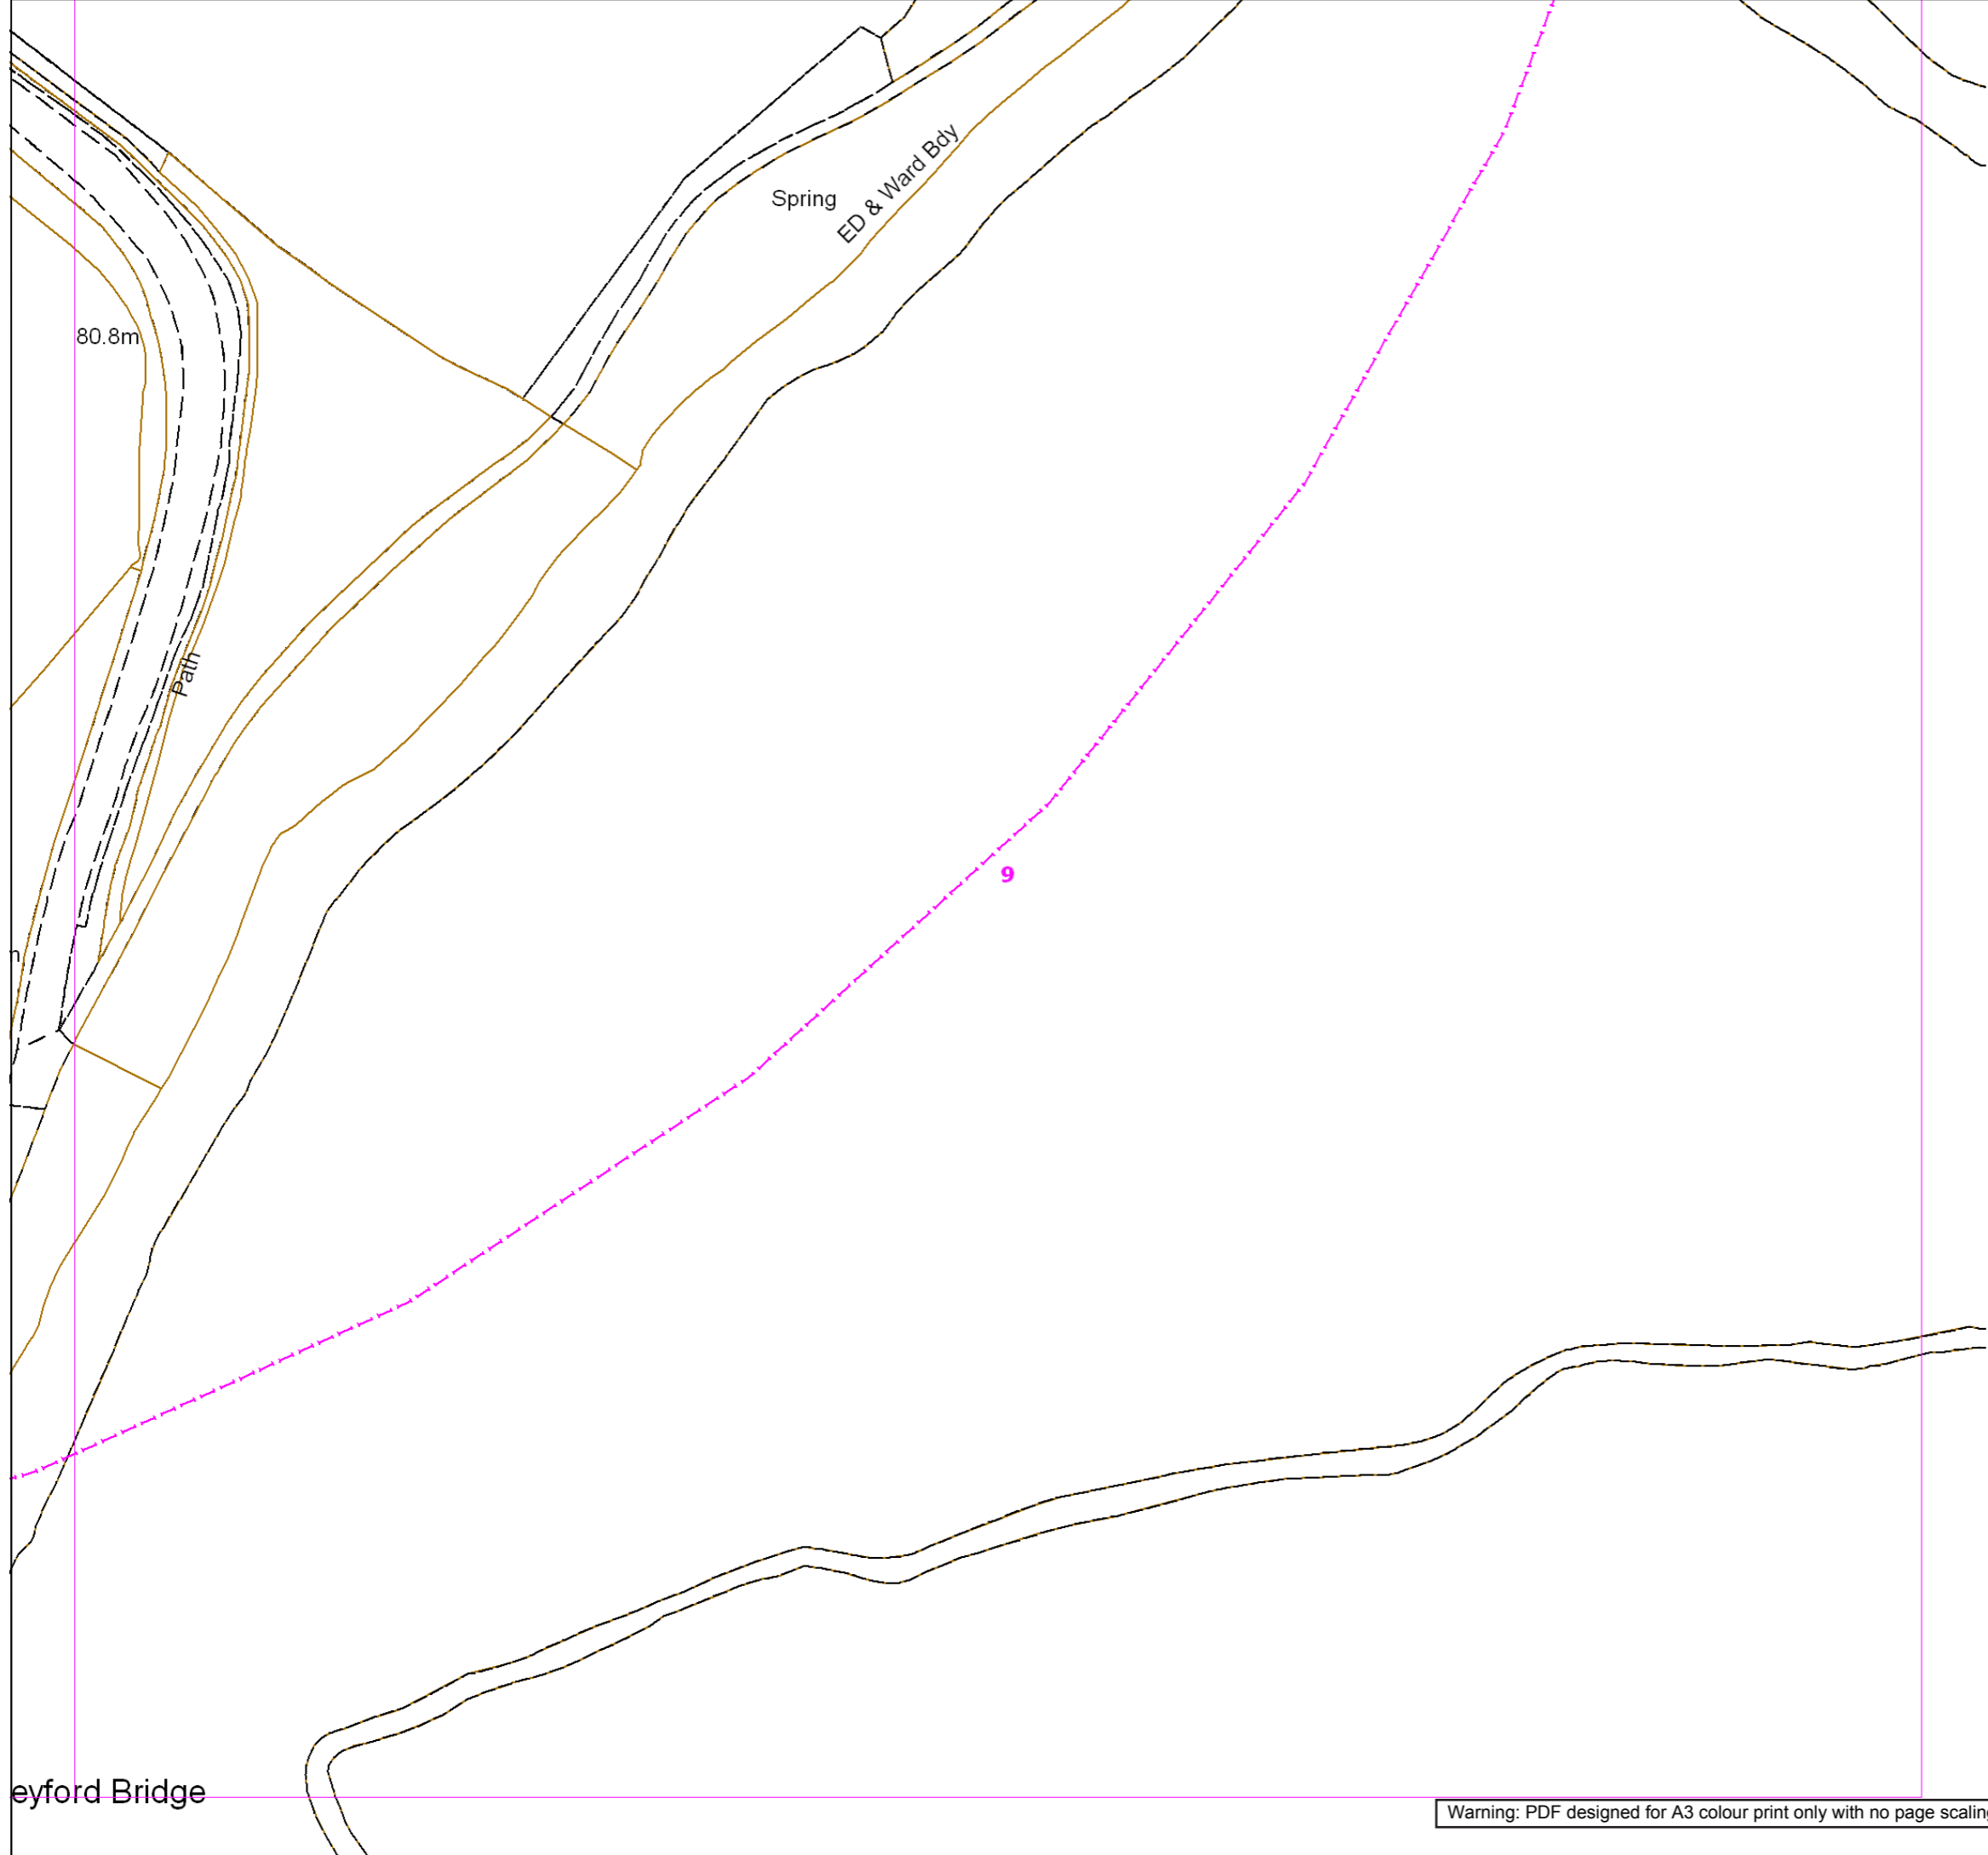 ED & Ward Bdy
Spring
80.8m
Path
9
eyford Bridge
Warning: PDF designed for A3 colour print only with no page scaling